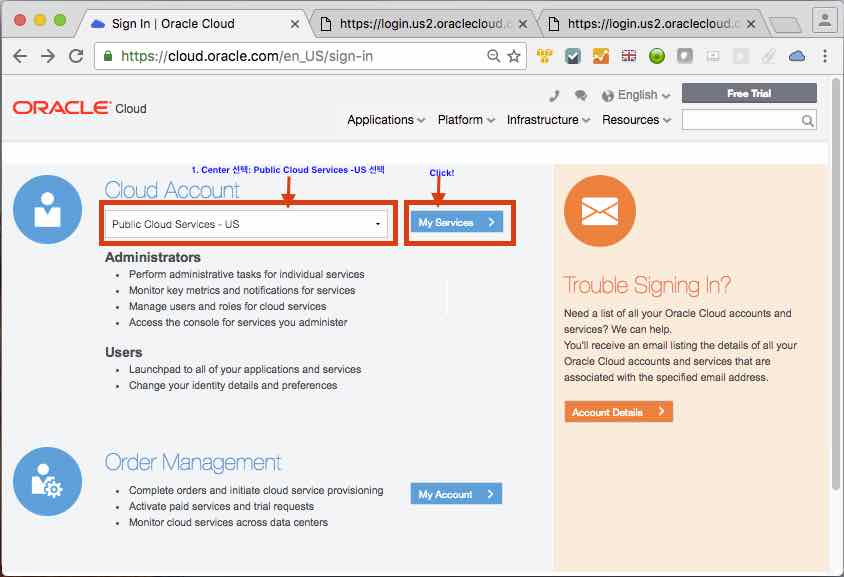 Sign In | Oracle Cloud
https://login.us2.oraclecloud.c
https://login.us2.oraclecloud.c
https://cloud.oracle.com/en_US/sign-in
ORACLE Cloud
English
Free Trial
Applications
Platform
Infrastructure
Resources
1. Center 선택: Public Cloud Services -US 선택
Click!
Cloud Account
Public Cloud Services - US
My Services
Administrators
Perform administrative tasks for individual services
Monitor key metrics and notifications for services
Manage users and roles for cloud services
Access the console for services you administer
Users
Launchpad to all of your applications and services
Change your identity details and preferences
Order Management
Complete orders and initiate cloud service provisioning
Activate paid services and trial requests
Monitor cloud services across data centers
My Account
Trouble Signing In?
Need a list of all your Oracle Cloud accounts and
services? We can help.
You'll receive an email listing the details of all your
Oracle Cloud accounts and services that are
associated with the specified email address.
Account Details